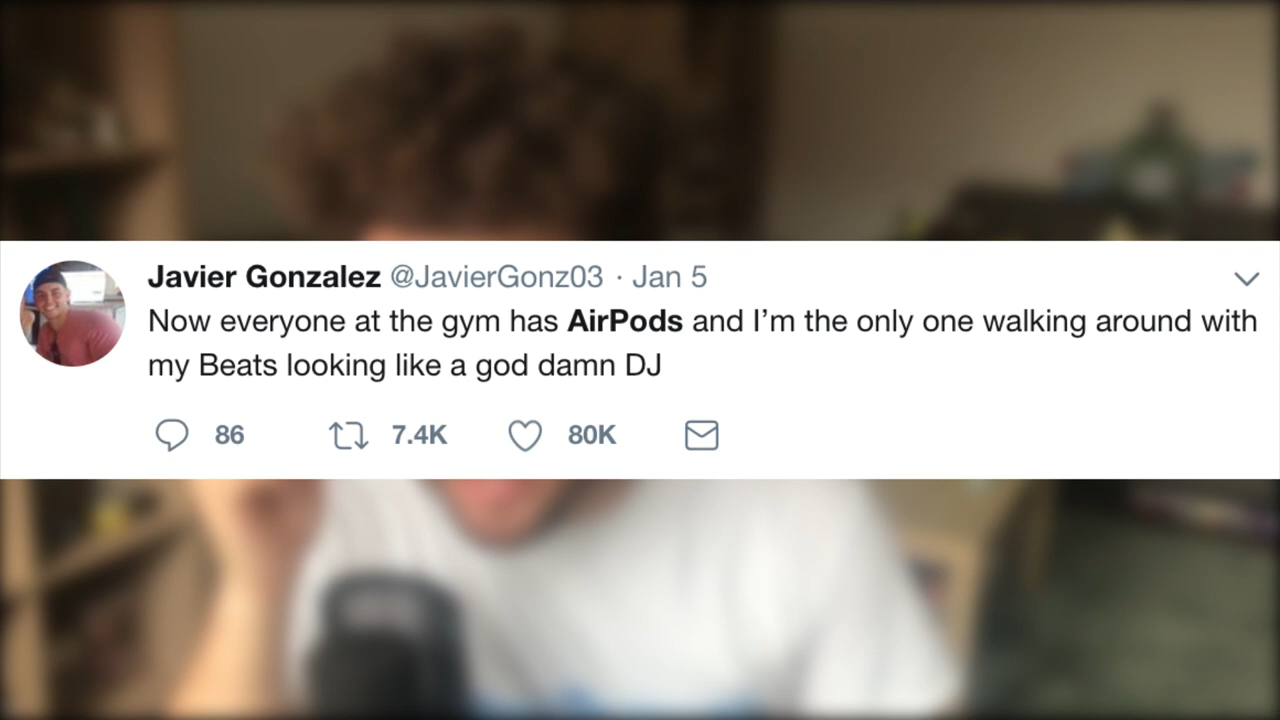 Javier Gonzalez @JavierGonz03 · Jan 5
Now everyone at the gym has AirPods and I’m the only one walking around with
my Beats looking like a god damn DJ
86 7.4K 80K